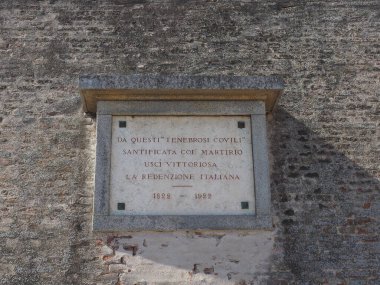 DA QUESTI "TENEBROSI COVILI"
SANTIFICATA COL MARTIRIO
USCÌ VITTORIOSA
LA REDENZIONE ITALIANA
1822 — 1922